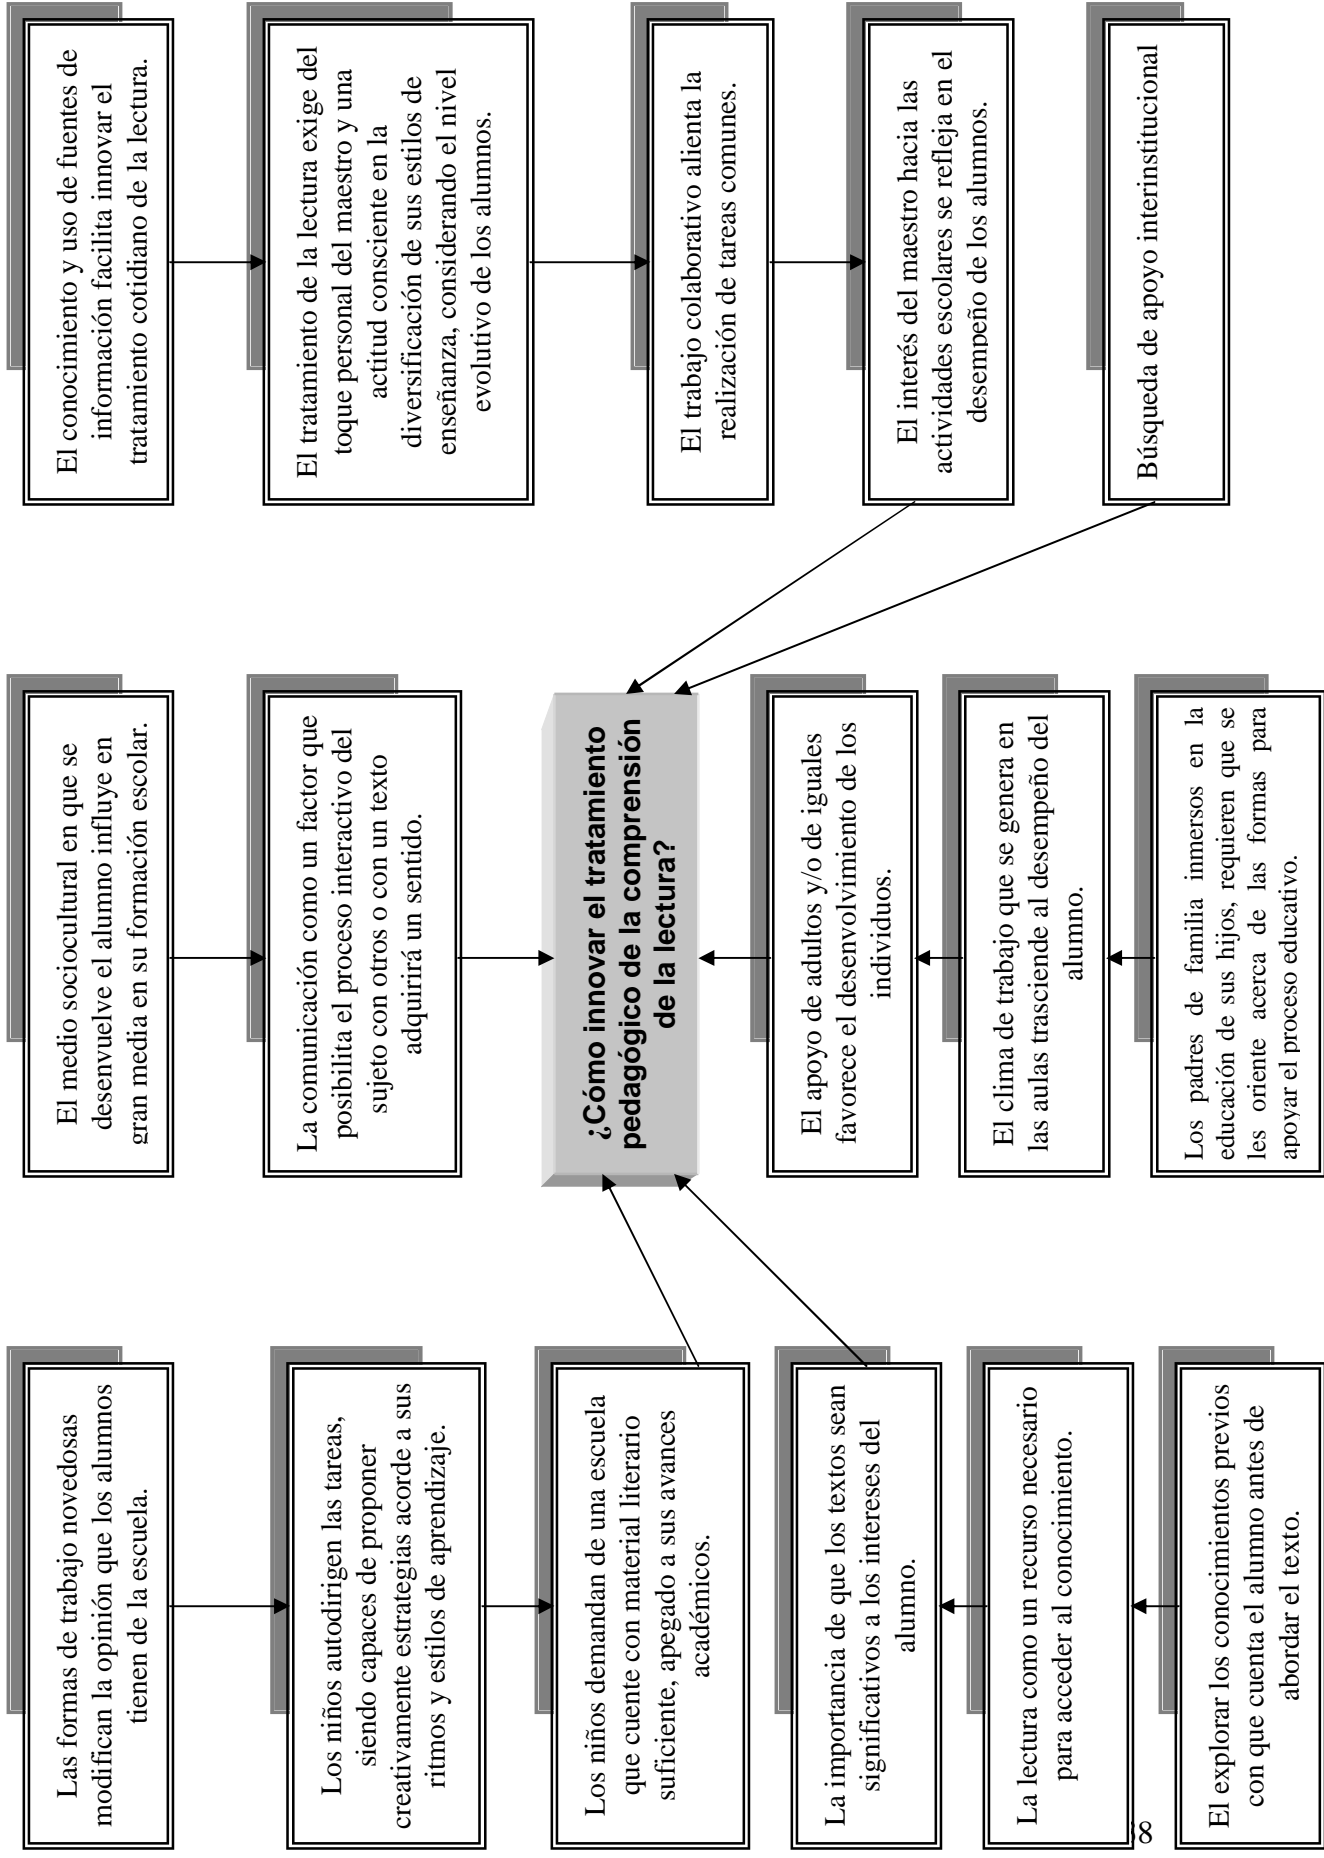 Las formas de trabajo novedosas
modifican la opinión que los alumnos
tienen de la escuela.
Los niños autodirigen las tareas,
siendo capaces de proponer
creativamente estrategias acorde a sus
ritmos y estilos de aprendizaje.
Los niños demandan de una escuela
que cuente con material literario
suficiente, apegado a sus avances
académicos.
La importancia de que los textos sean
significativos a los intereses del
alumno.
La lectura como un recurso necesario
para acceder al conocimiento.
El explorar los conocimientos previos
con que cuenta el alumno antes de
abordar el texto.
El medio sociocultural en que se
desenvuelve el alumno influye en
gran media en su formación escolar.
La comunicación como un factor que
posibilita el proceso interactivo del
sujeto con otros o con un texto
adquirirá un sentido.
¿Cómo innovar el tratamiento
pedagógico de la comprensión
de la lectura?
El apoyo de adultos y/o de iguales
favorece el desenvolvimiento de los
individuos.
El clima de trabajo que se genera en
las aulas trasciende al desempeño del
alumno.
Los padres de familia inmersos en la
educación de sus hijos, requieren que se
les oriente acerca de las formas para
apoyar el proceso educativo.
El conocimiento y uso de fuentes de
información facilita innovar el
tratamiento cotidiano de la lectura.
El tratamiento de la lectura exige del
toque personal del maestro y una
actitud consciente en la
diversificación de sus estilos de
enseñanza, considerando el nivel
evolutivo de los alumnos.
El trabajo colaborativo alienta la
realización de tareas comunes.
El interés del maestro hacia las
actividades escolares se refleja en el
desempeño de los alumnos.
Búsqueda de apoyo interinstitucional